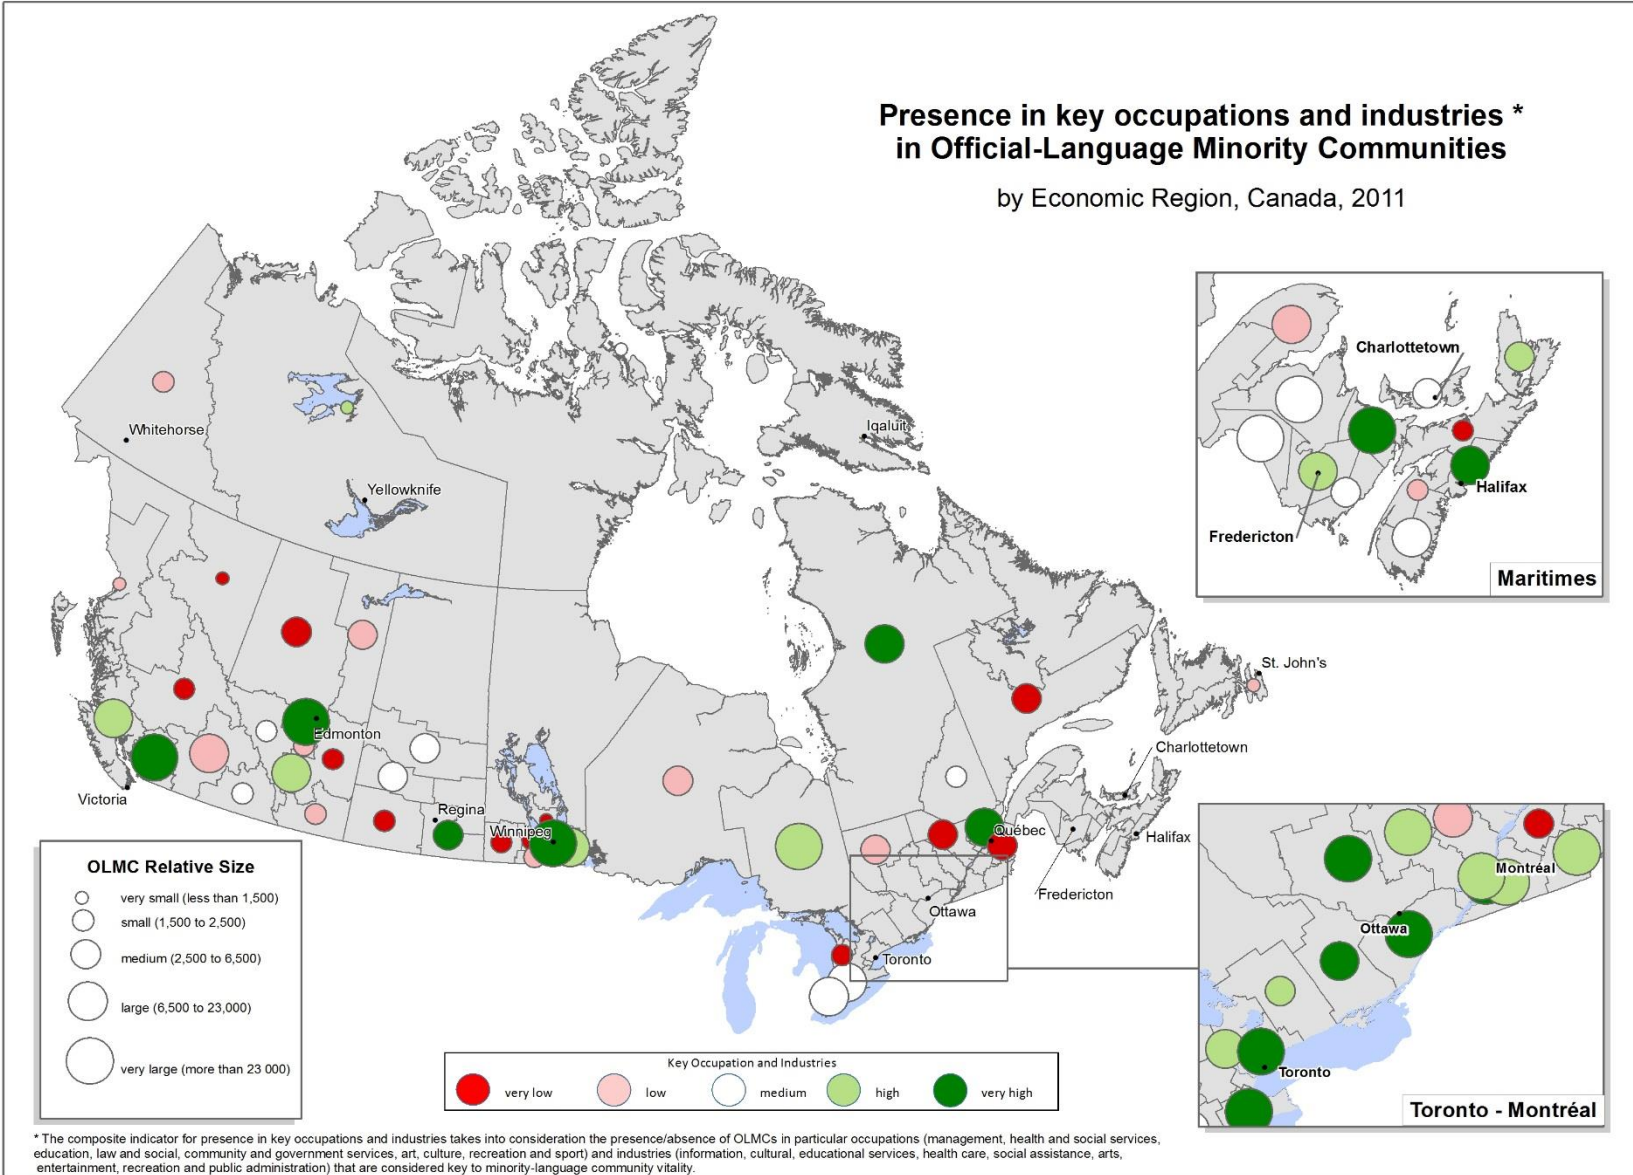 Presence in key occupations and industries *
in Official-Language Minority Communities
by Economic Region, Canada, 2011
Charlottetown
Halifax
Fredericton
Maritimes
Whitehorse
Iqaluit
Yellowknife
St. John's
Edmonton
Charlottetown
Victoria
Regina
Winnipeg
Québec
Halifax
Fredericton
Ottawa
Toronto
Montréal
Ottawa
Toronto
Toronto - Montréal
OLMC Relative Size
very small (less than 1,500)
small (1,500 to 2,500)
medium (2,500 to 6,500)
large (6,500 to 23,000)
very large (more than 23 000)
Key Occupation and Industries
very low
low
medium
high
very high
* The composite indicator for presence in key occupations and industries takes into consideration the presence/absence of OLMCs in particular occupations (management, health and social services,
education, law and social, community and government services, art, culture, recreation and sport) and industries (information, cultural, educational services, health care, social assistance, arts,
entertainment, recreation and public administration) that are considered key to minority-language community vitality.